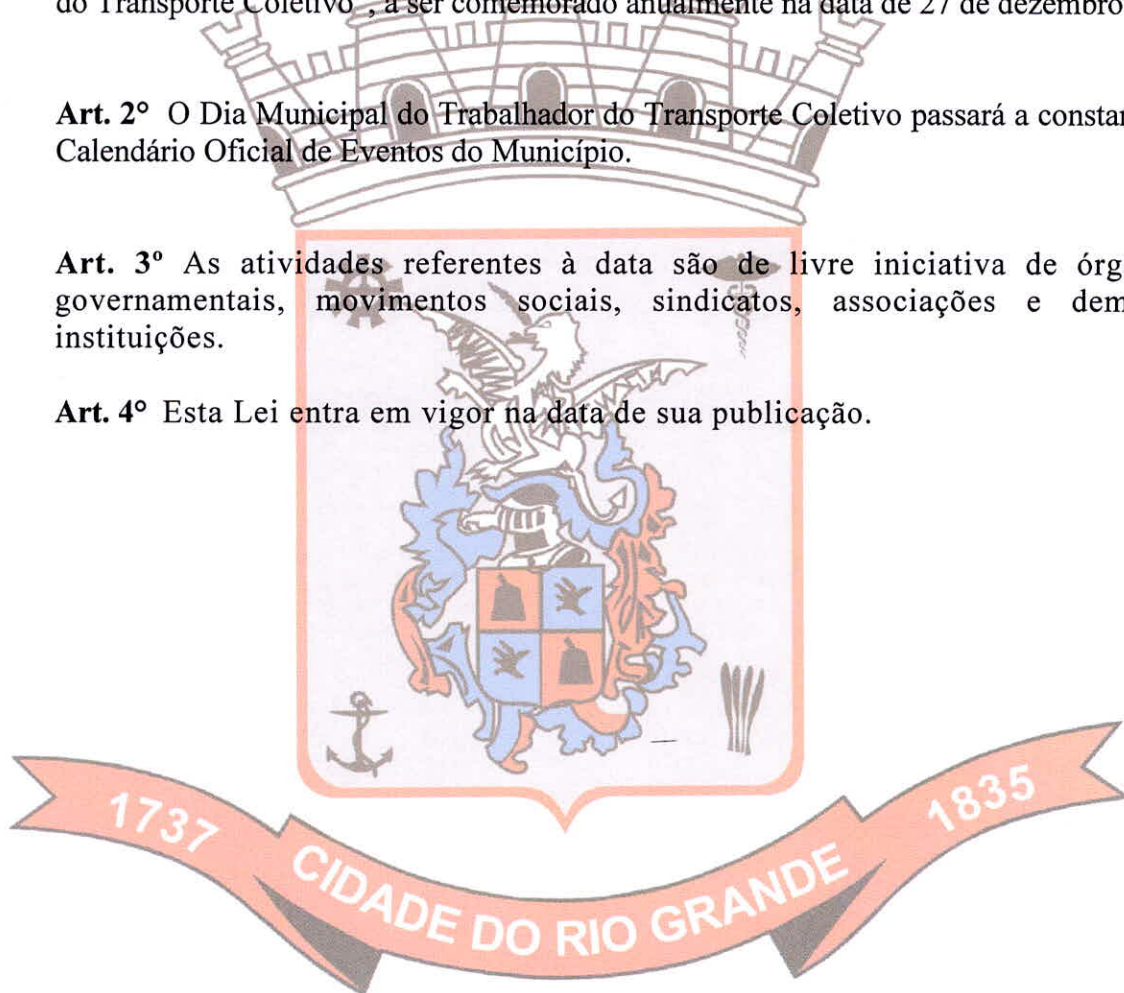 do Transporte Coletivo", a ser comemorado anualmente na data de 27 de dezembro
Art. 2° O Dia Municipal do Trabalhador do Transporte Coletivo passará a constar
Calendário Oficial de Eventos do Município.
Art. 3º As atividades referentes à data são de livre iniciativa de órg
governamentais, movimentos sociais, sindicatos, associações e dem
instituições.
Art. 4° Esta Lei entra em vigor na data de sua publicação.
1737 CIDADE DO RIO GRANDE 1835